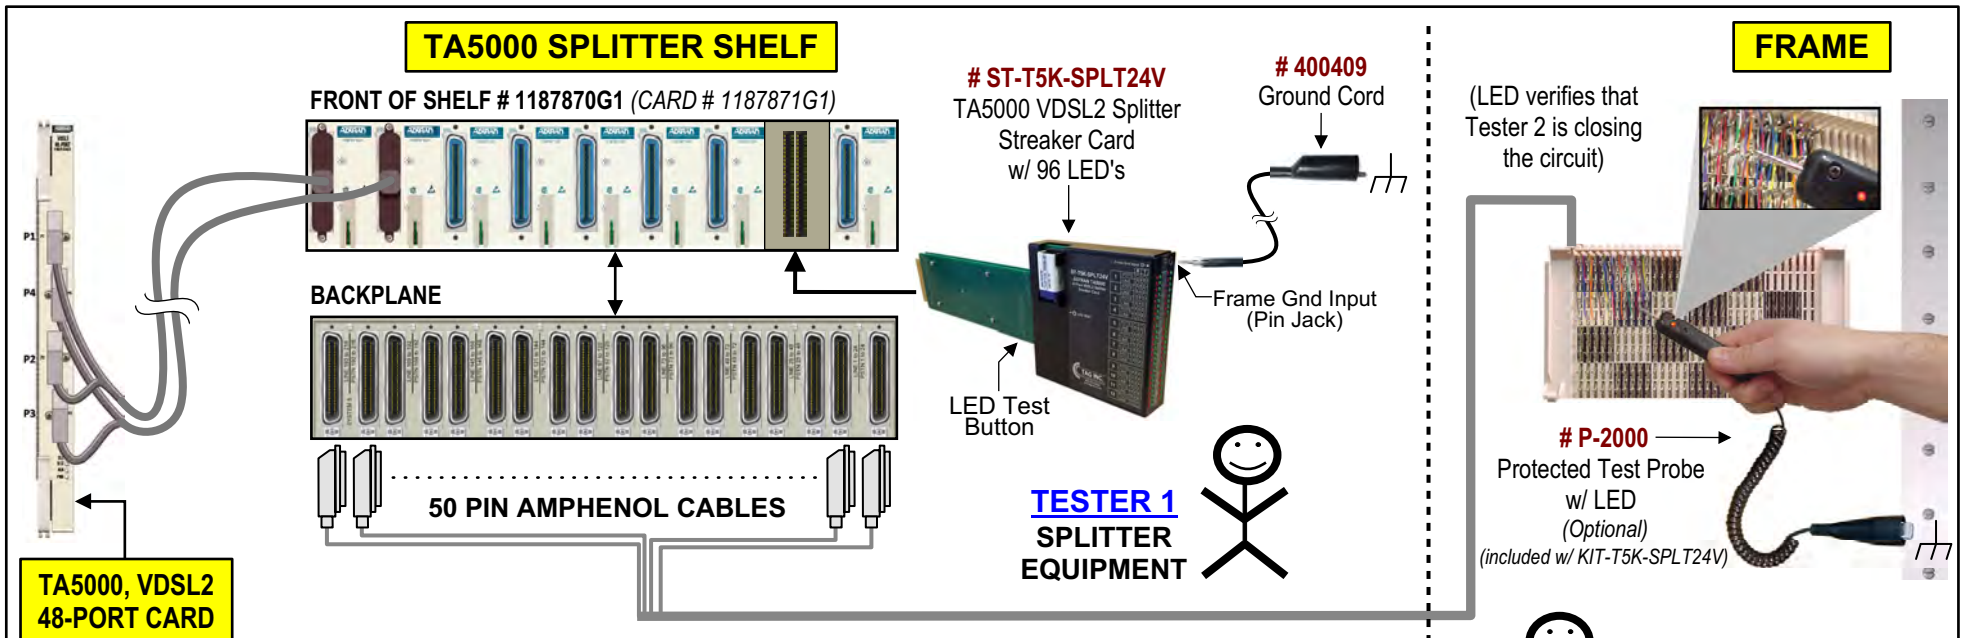 TA5000 SPLITTER SHELF
FRAME
FRONT OF SHELF # 1187870G1 (CARD # 1187871G1)
# ST-T5K-SPLT24V
TA5000 VDSL2 Splitter
Streaker Card
w/ 96 LED's
# 400409
Ground Cord
(LED verifies that
Tester 2 is closing
the circuit)
P1
P4
P2
P3
BACKPLANE
Frame Gnd Input
(Pin Jack)
LED Test
Button
50 PIN AMPHENOL CABLES
TESTER 1
SPLITTER
EQUIPMENT
# P-2000
Protected Test Probe
w/ LED
(Optional)
(included w/ KIT-T5K-SPLT24V)
TA5000, VDSL2
48-PORT CARD